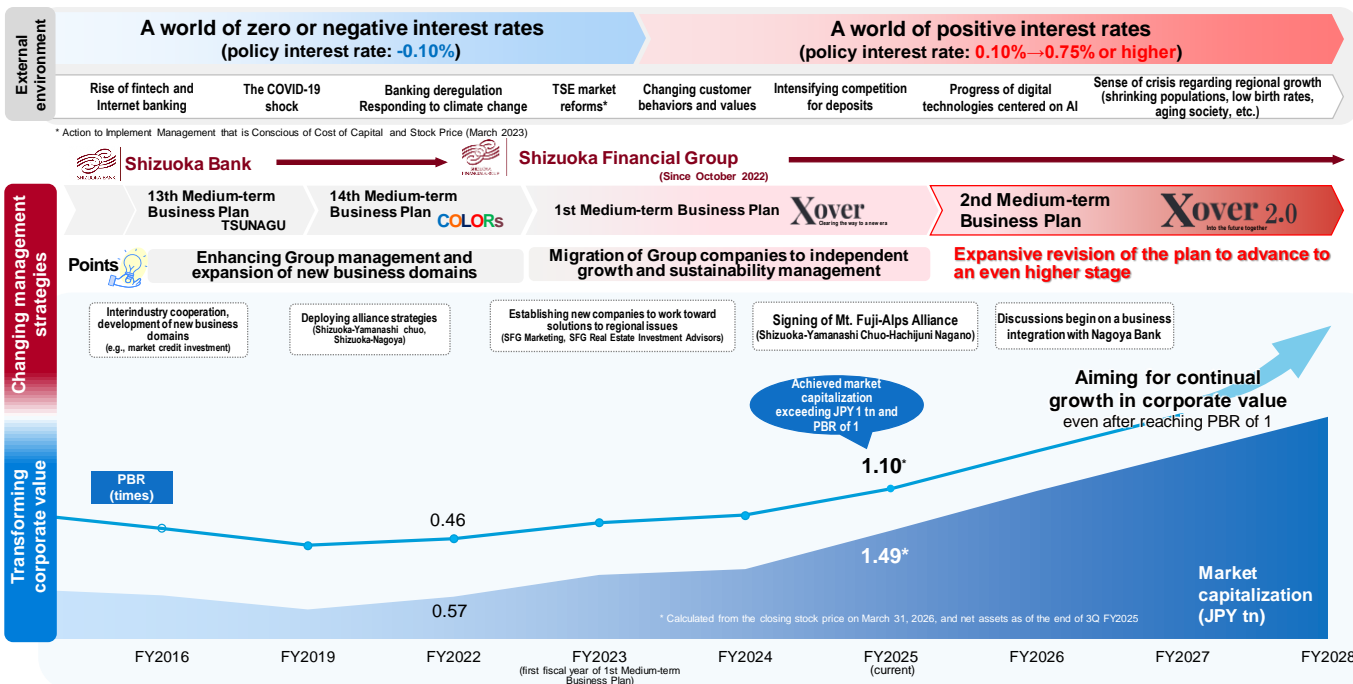 External environment
A world of zero or negative interest rates
(policy interest rate: -0.10%)
A world of positive interest rates
(policy interest rate: 0.10%→0.75% or higher)
Rise of fintech and
Internet banking
The COVID-19
shock
Banking deregulation
Responding to climate change
TSE market
reforms*
Changing customer
behaviors and values
Intensifying competition
for deposits
Progress of digital
technologies centered on AI
Sense of crisis regarding regional growth
(shrinking populations, low birth rates,
aging society, etc.)
* Action to Implement Management that is Conscious of Cost of Capital and Stock Price (March 2023)
SHIZUOKA BANK
Shizuoka Bank
Shizuoka Financial Group
(Since October 2022)
Changing management
strategies
13th Medium-term
Business Plan
TSUNAGU
14th Medium-term
Business Plan
COLORs
1st Medium-term Business Plan
Xover
Clearing the way to a new era
2nd Medium-term
Business Plan
Xover 2.0
Into the future together
Points
Enhancing Group management and
expansion of new business domains
Migration of Group companies to independent
growth and sustainability management
Expansive revision of the plan to advance to
an even higher stage
Interindustry cooperation,
development of new business
domains
(e.g., market credit investment)
Deploying alliance strategies
(Shizuoka-Yamanashi chuo,
Shizuoka-Nagoya)
Establishing new companies to work toward
solutions to regional issues
(SFG Marketing, SFG Real Estate Investment Advisors)
Signing of Mt. Fuji-Alps Alliance
(Shizuoka-Yamanashi Chuo-Hachijuni Nagano)
Discussions begin on a business
integration with Nagoya Bank
Transforming
corporate value
Achieved market
capitalization
exceeding JPY 1 tn and
PBR of 1
Aiming for continual
growth in corporate value
even after reaching PBR of 1
PBR
(times)
0.46
1.10*
0.57
1.49*
Market
capitalization
(JPY tn)
* Calculated from the closing stock price on March 31, 2026, and net assets as of the end of 3Q FY2025
FY2016
FY2019
FY2022
FY2023
(first fiscal year of 1st Medium-term
Business Plan)
FY2024
FY2025
(current)
FY2026
FY2027
FY2028